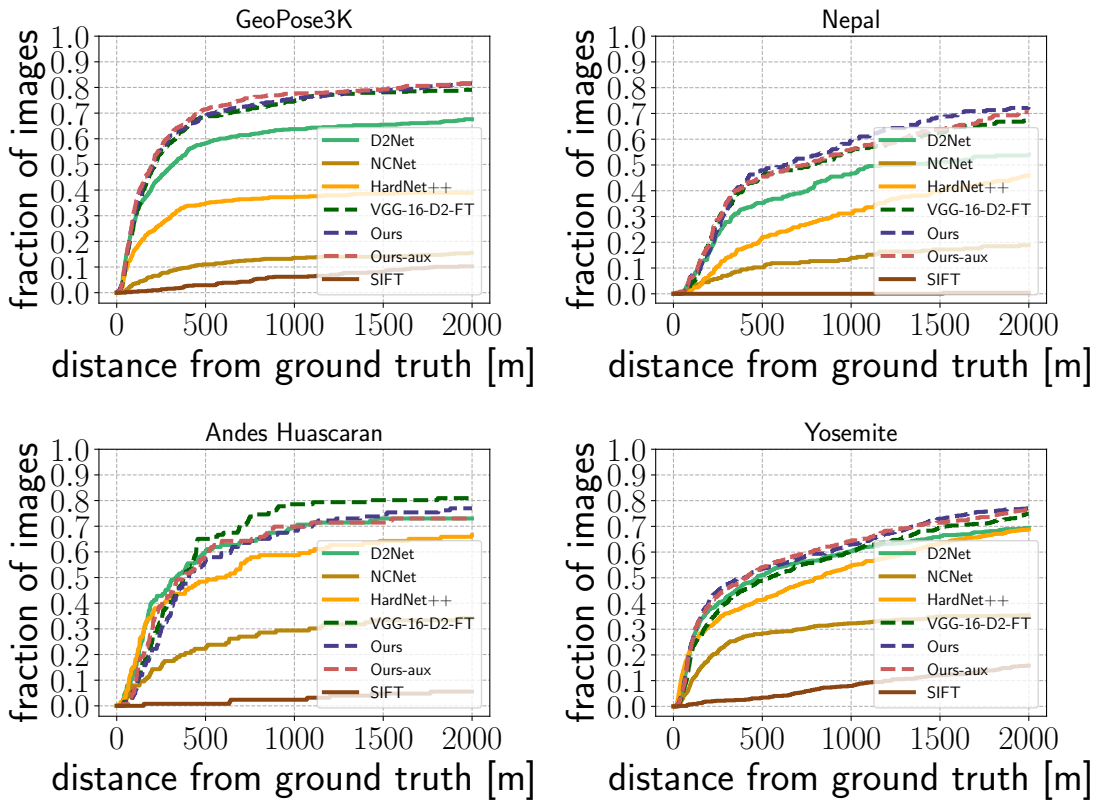 GeoPose3K
fraction of images
1.0
0.9
0.8
0.7
0.6
0.5
0.4
0.3
0.2
0.1
0.0
D2Net
NCNet
HardNet++
VGG-16-D2-FT
Ours
Ours-aux
SIFT
0 500 1000 1500 2000
distance from ground truth [m]
Nepal
fraction of images
1.0
0.9
0.8
0.7
0.6
0.5
0.4
0.3
0.2
0.1
0.0
D2Net
NCNet
HardNet++
VGG-16-D2-FT
Ours
Ours-aux
SIFT
0 500 1000 1500 2000
distance from ground truth [m]
Andes Huascaran
fraction of images
1.0
0.9
0.8
0.7
0.6
0.5
0.4
0.3
0.2
0.1
0.0
D2Net
NCNet
HardNet++
VGG-16-D2-FT
Ours
Ours-aux
SIFT
0 500 1000 1500 2000
distance from ground truth [m]
Yosemite
fraction of images
1.0
0.9
0.8
0.7
0.6
0.5
0.4
0.3
0.2
0.1
0.0
D2Net
NCNet
HardNet++
VGG-16-D2-FT
Ours
Ours-aux
SIFT
0 500 1000 1500 2000
distance from ground truth [m]